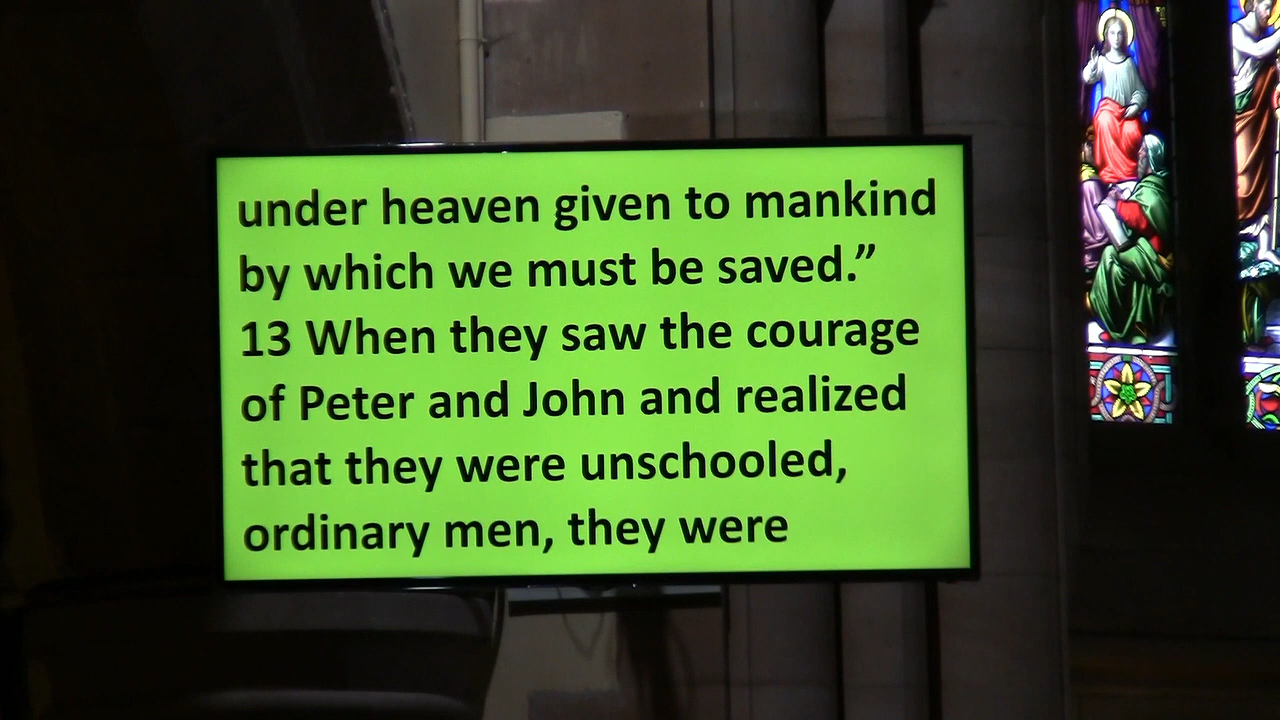 under heaven given to mankind
by which we must be saved.”
13 When they saw the courage
of Peter and John and realized
that they were unschooled,
ordinary men, they were